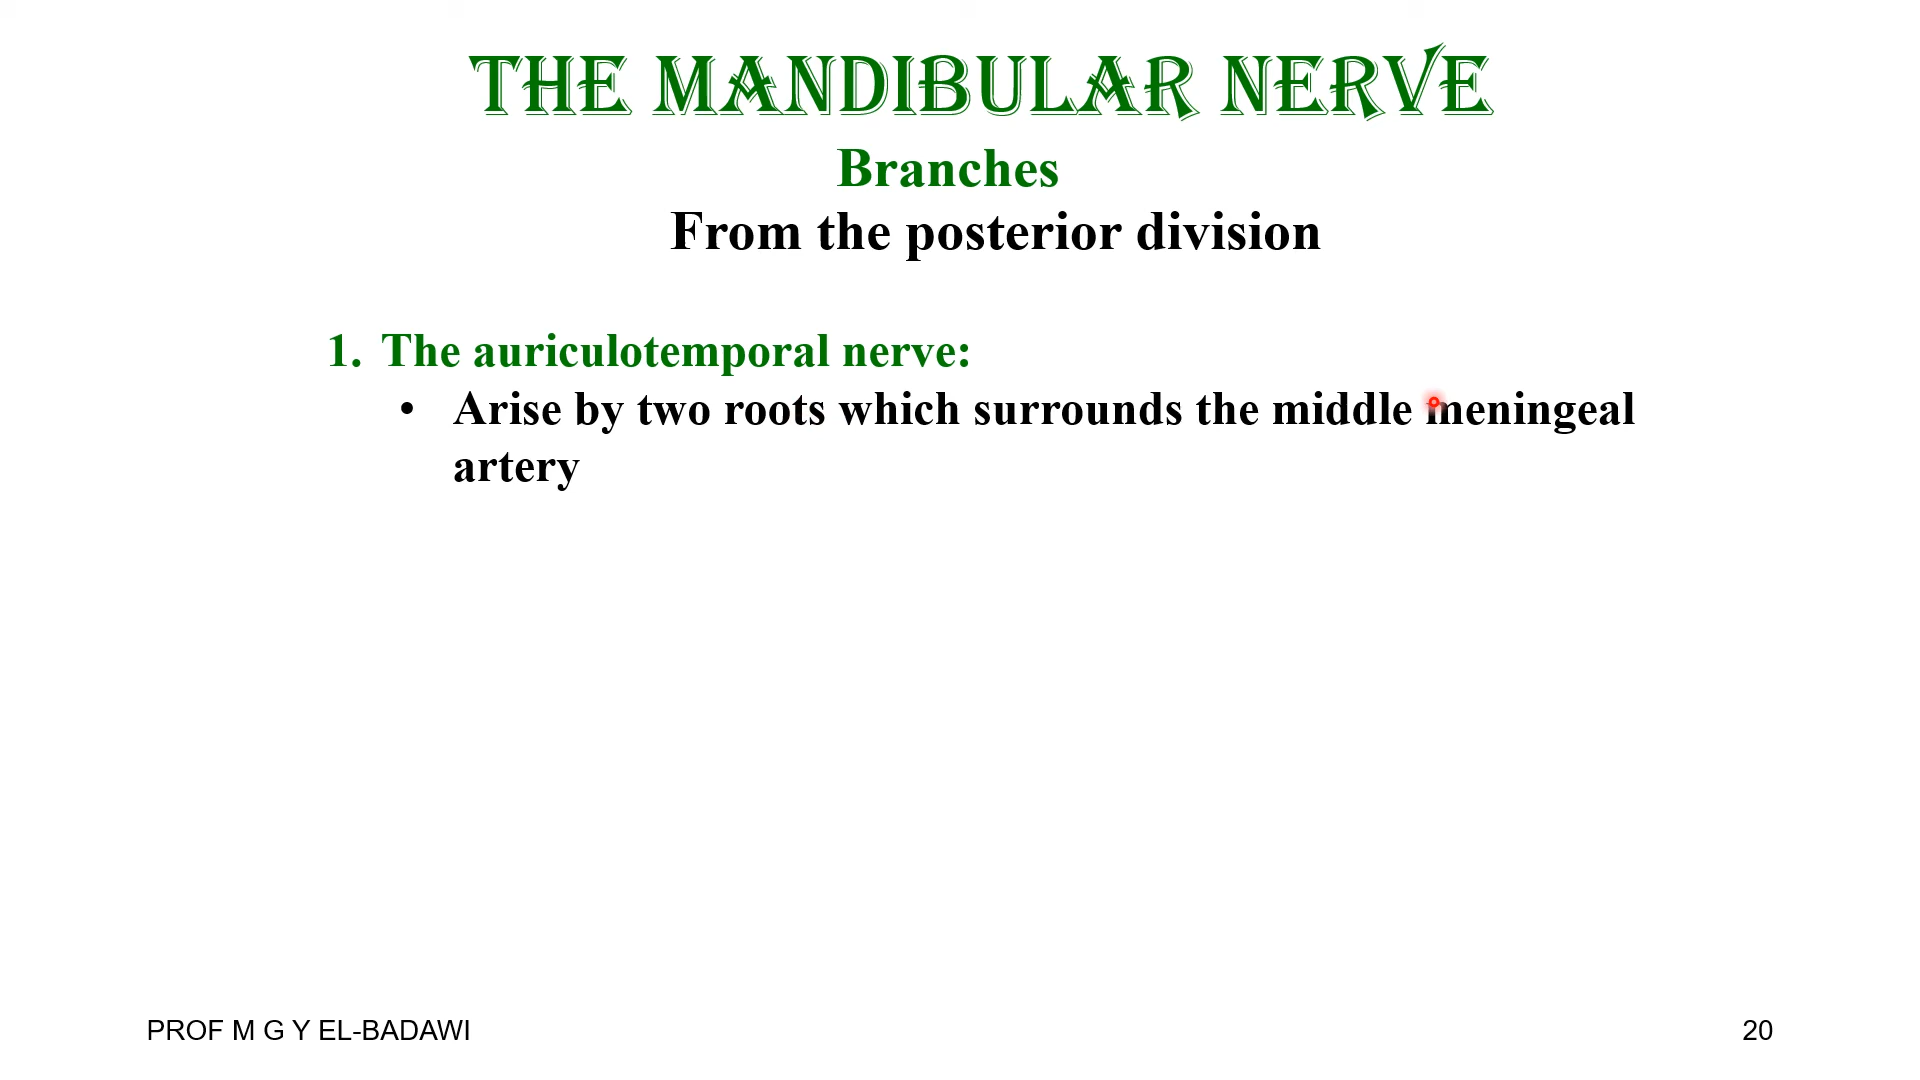 THE MANDIBULAR NERVE
Branches
From the posterior division
1. The auriculotemporal nerve:
• Arise by two roots which surrounds the middle meningeal
artery
PROF M G Y EL-BADAWI
20